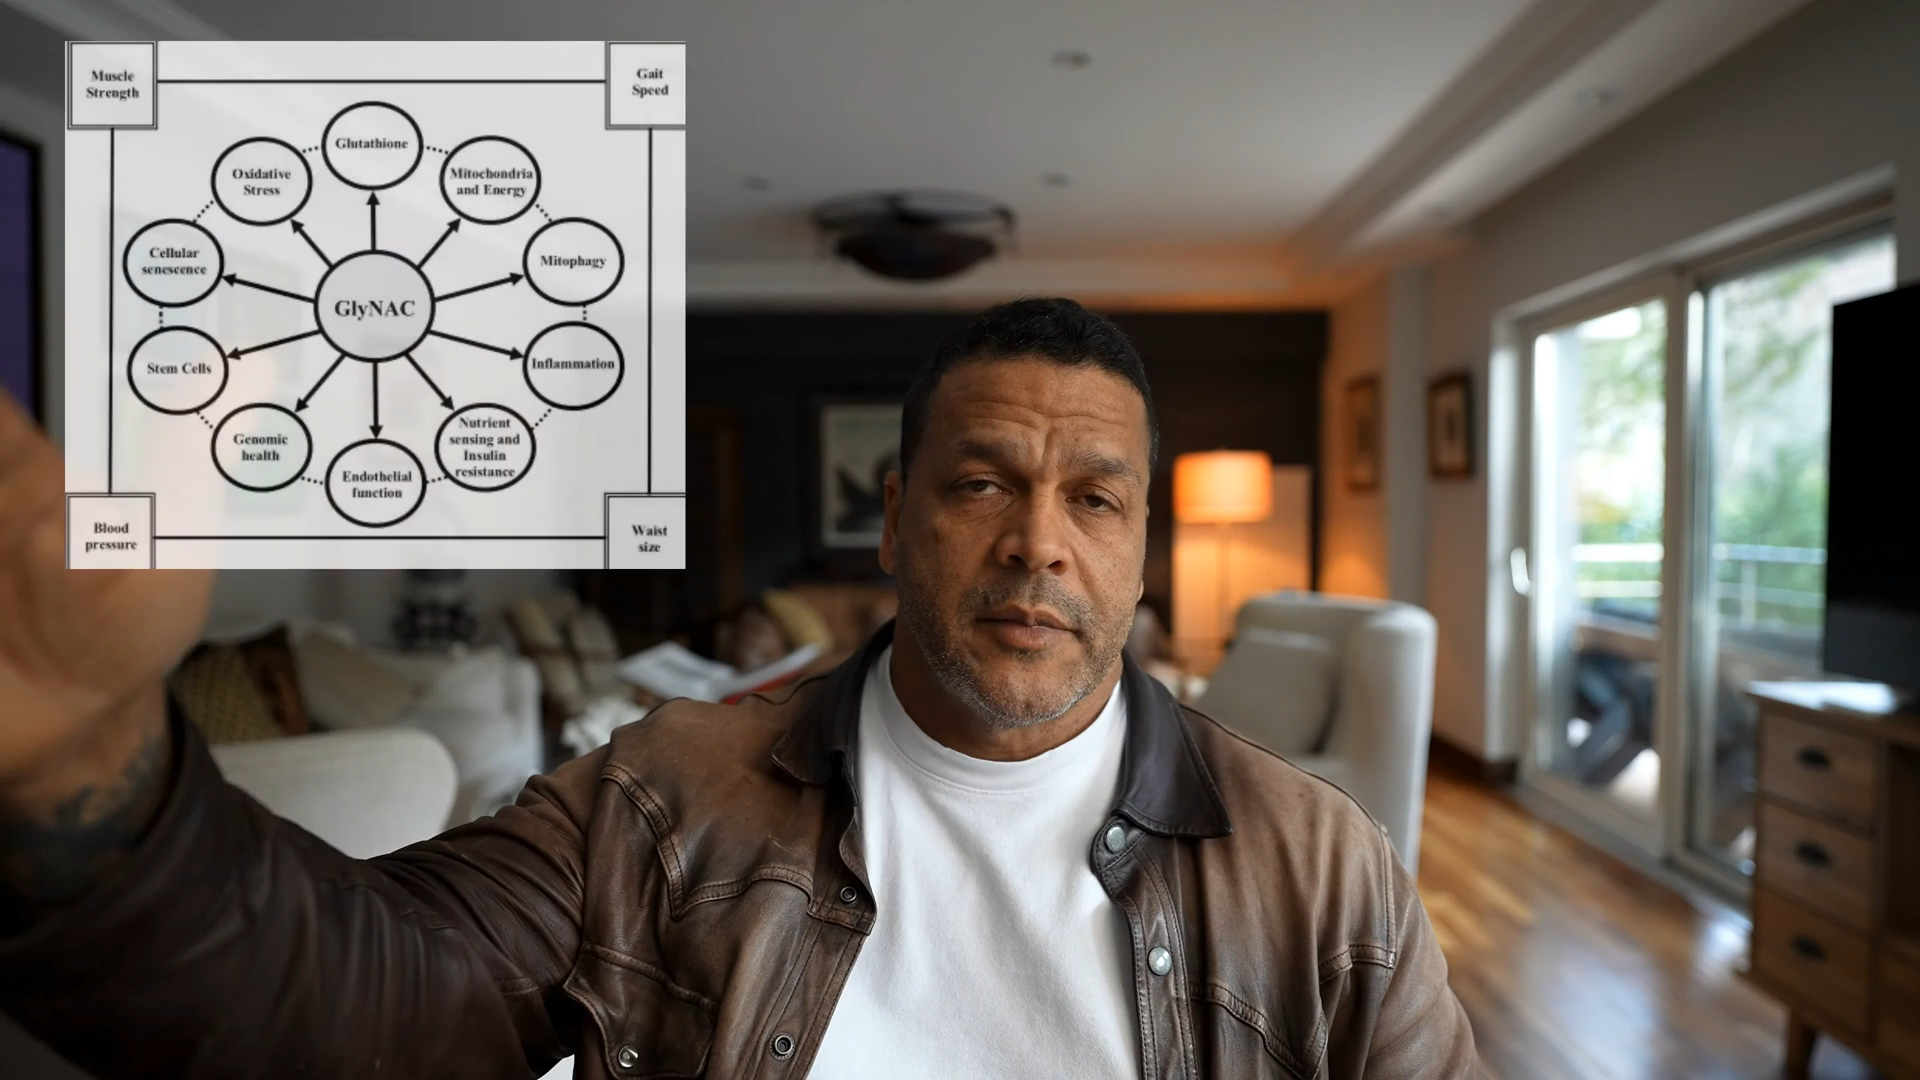 Muscle
Strength
Gait
Speed
Glutathione
Oxidative
Stress
Mitochondria
and Energy
Cellular
senescence
Mitophagy
GlyNAC
Stem Cells
Inflammation
Genomic
health
Nutrient
sensing and
Insulin
resistance
Endothelial
function
Blood
pressure
Waist
size